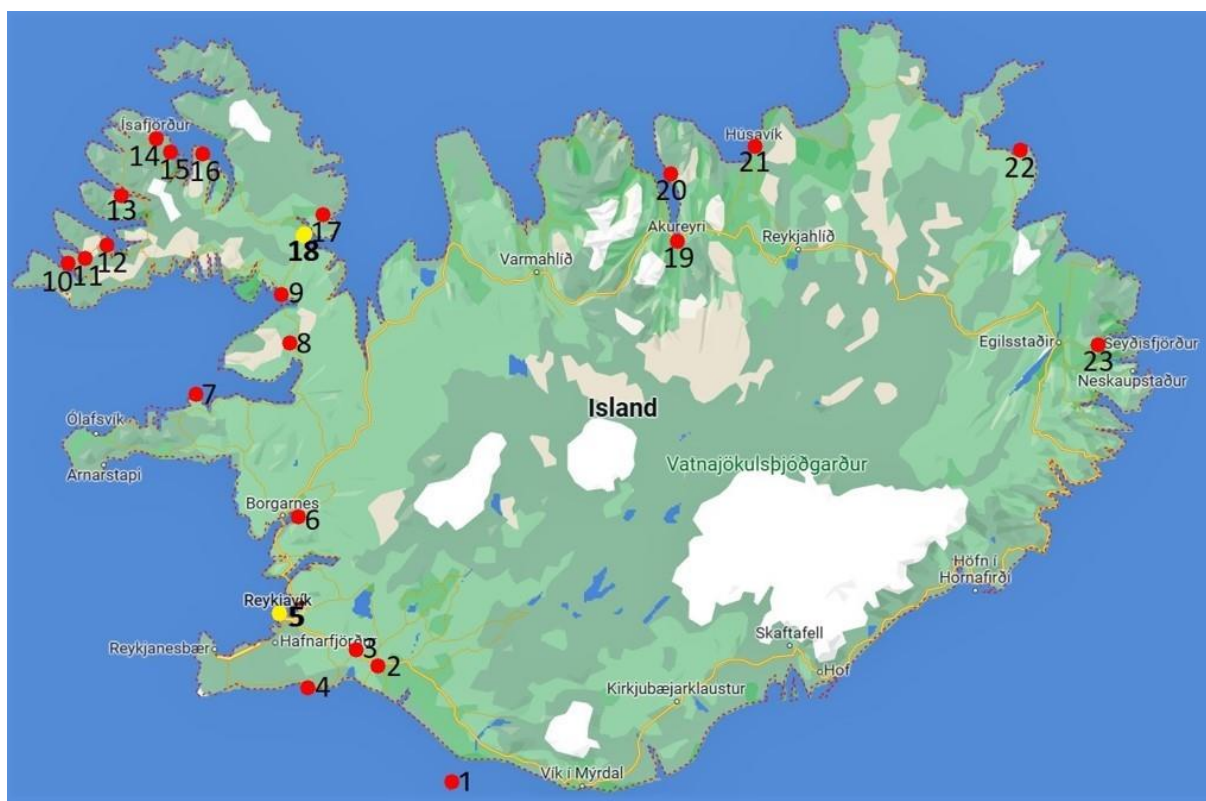 Ísafjörður
14
15
16
Húsavík
21
22
20
13
17
18
12
11
10
Akureyri
19
Reykjahlíð
Varmahlíð
9
8
Egilsstaðir
Seyðisfjörður
23
Neskaupstaður
7
Ólafsvík
Arnarstapi
Island
Vatnajökulsþjóðgarður
Borgarnes
6
Höfn í
Hornafirði
Reykjavík
5
Hafnarfjörður
3
Reykjanesbær
2
4
Skaftafell
Hof
Kirkjubæjarklaustur
Vík í Mýrdal
1